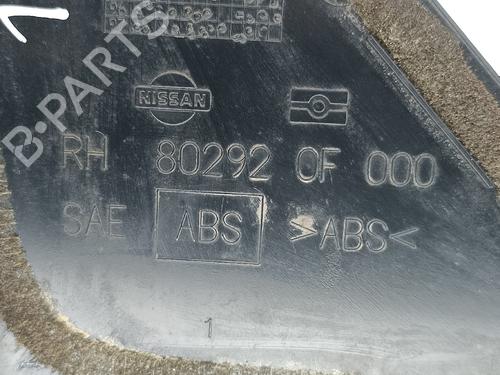 NISSAN
RH 80292 0F 000
SAE ABS >ABS<
1
B-PARTS